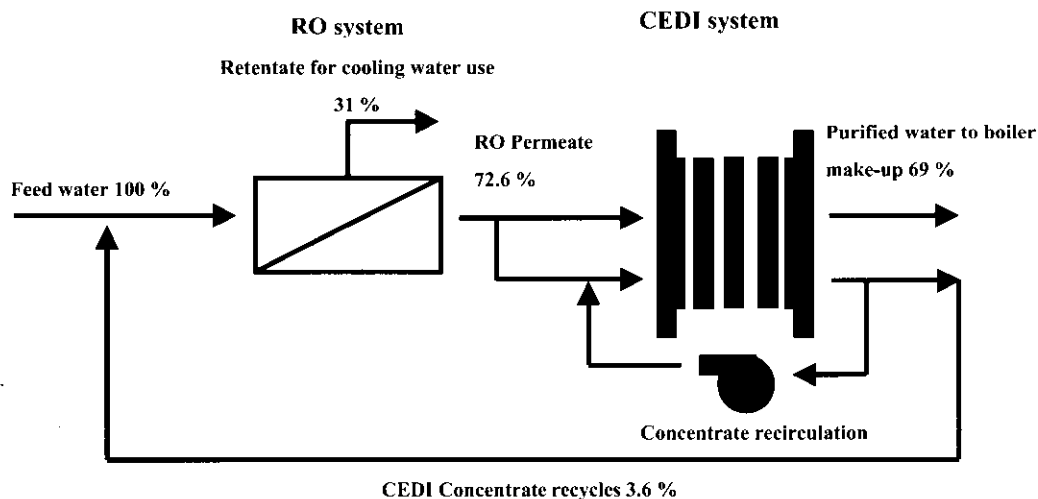 RO system
CEDI system
Retentate for cooling water use
31 %
RO Permeate
72.6 %
Purified water to boiler
make-up 69 %
Feed water 100 %
Concentrate recirculation
CEDI Concentrate recycles 3.6 %